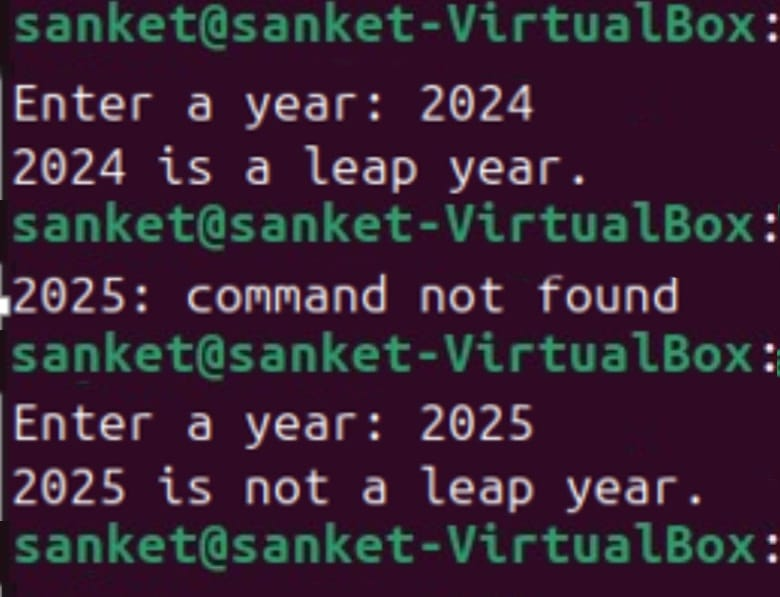 sanket@sanket-VirtualBox:
Enter a year: 2024
2024 is a leap year.
sanket@sanket-VirtualBox:
2025: command not found
sanket@sanket-VirtualBox:
Enter a year: 2025
2025 is not a leap year.
sanket@sanket-VirtualBox: